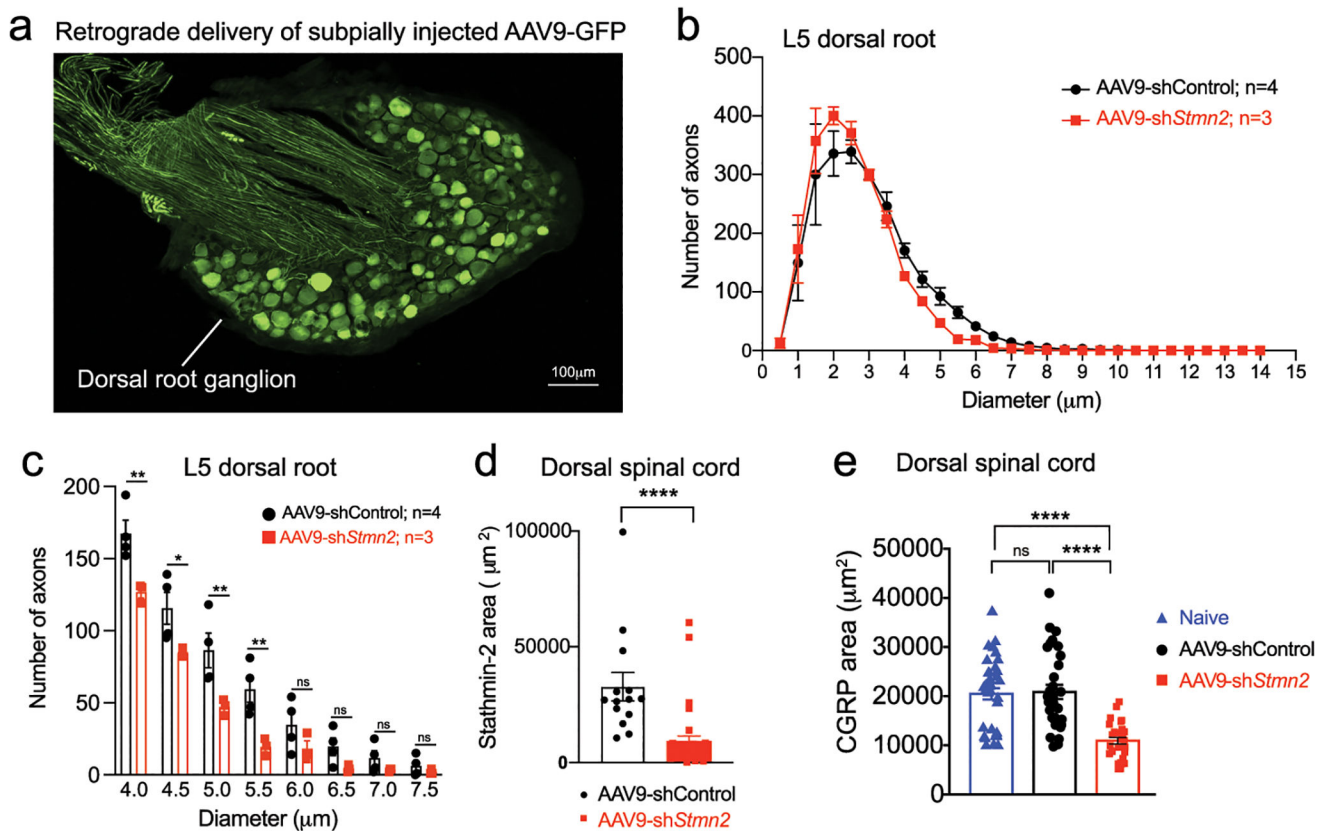 a Retrograde delivery of subpially injected AAV9-GFP
Dorsal root ganglion
100μm
b L5 dorsal root
AAV9-shControl; n=4
AAV9-shStmn2; n=3
Number of axons
500
400
300
200
100
0
0 1 2 3 4 5 6 7 8 9 10 11 12 13 14 15
Diameter (μm)
c L5 dorsal root
AAV9-shControl; n=4
AAV9-shStmn2; n=3
Number of axons
200
150
100
50
0
** * ** ** ns ns ns ns
4.0 4.5 5.0 5.5 6.0 6.5 7.0 7.5
Diameter (μm)
d Dorsal spinal cord
****
Stathmin-2 area ( μm²)
100000
50000
0
AAV9-shControl
AAV9-shStmn2
e Dorsal spinal cord
****
ns ****
CGRP area (μm²)
50000
40000
30000
20000
10000
0
Naive
AAV9-shControl
AAV9-shStmn2